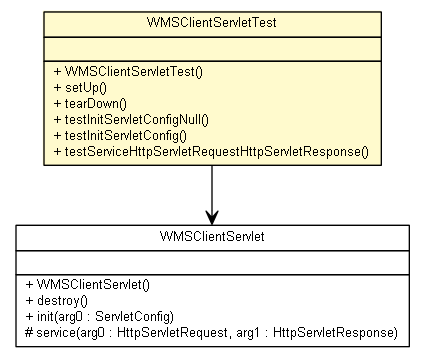 WMSClientServletTest
+ WMSClientServletTest()
+ setUp()
+ tearDown()
+ testInitServletConfigNull()
+ testInitServletConfig()
+ testServiceHttpServletRequestHttpServletResponse()
WMSClientServlet
+ WMSClientServlet()
+ destroy()
+ init(arg0 : ServletConfig)
# service(arg0 : HttpServletRequest, arg1 : HttpServletResponse)